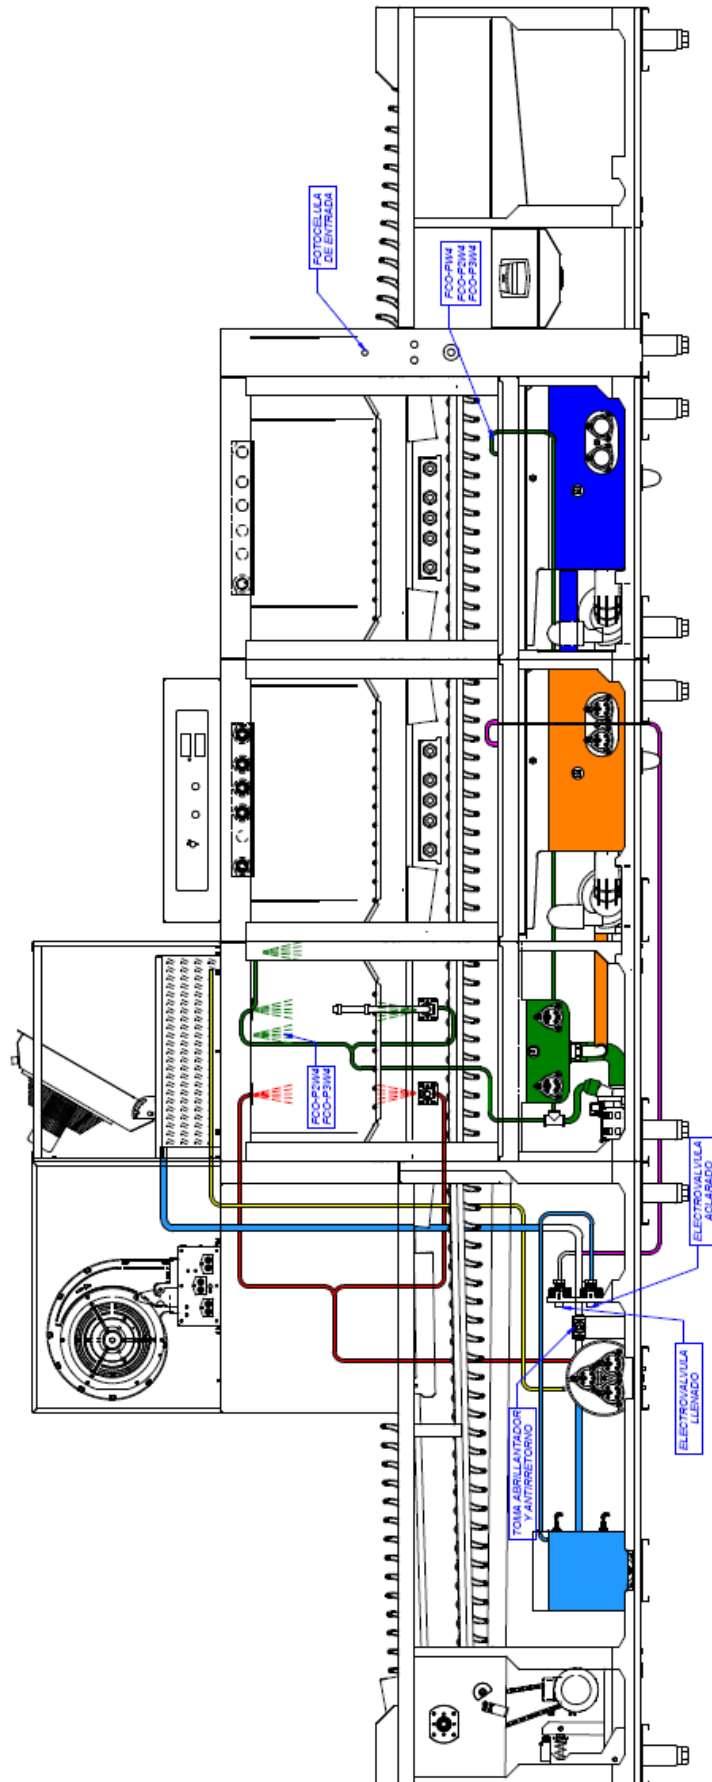 FOTOCELULA
DE ENTRADA
FCO-PW4
FCO-P2W4
FCO-P3W4
FCO-P2W4
FCO-P3W4
ELECTROVALVULA
ACLARADO
ELECTROVALVULA
LLENADO
TOMA ABRILLANTADOR
Y ANTIRRETORNO